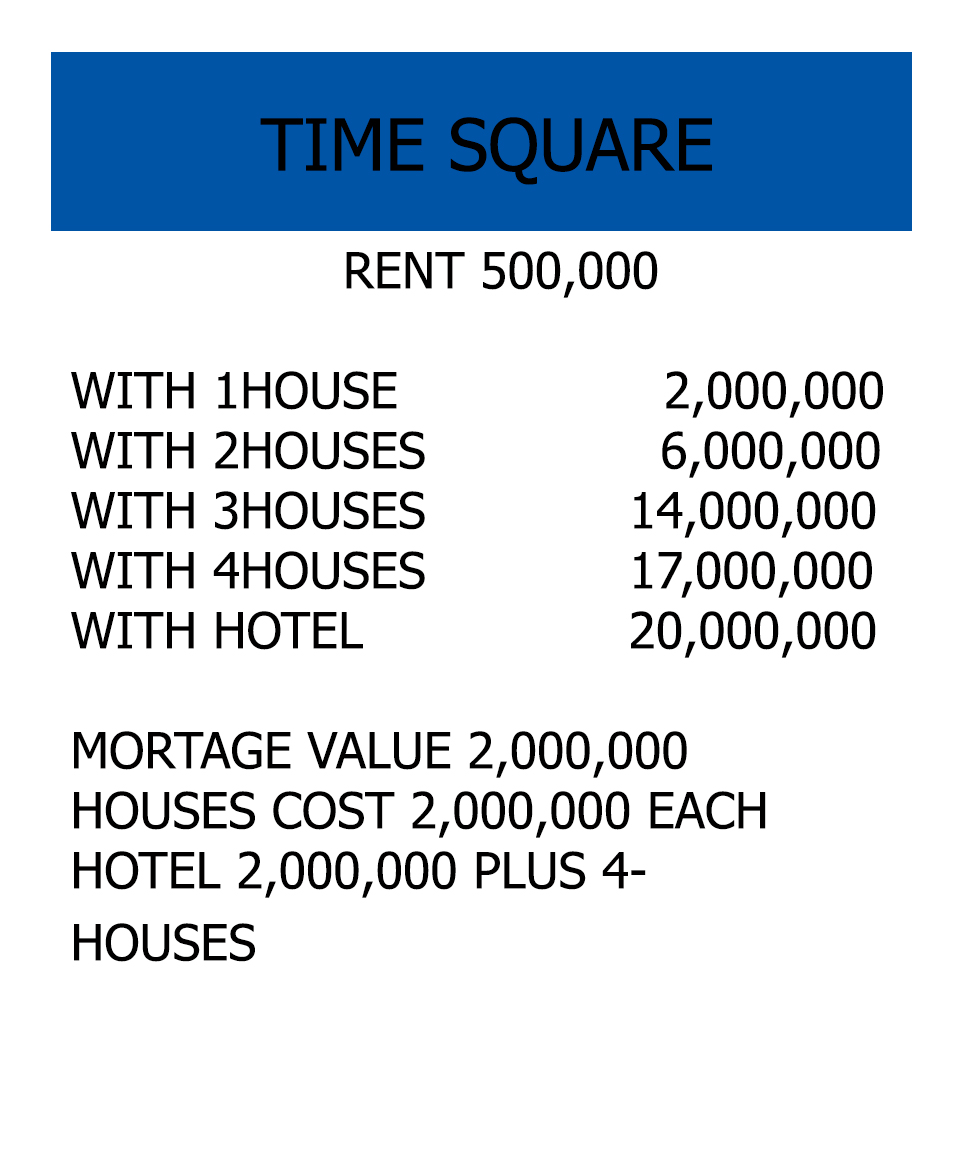 TIME SQUARE
RENT 500,000
WITH 1HOUSE 2,000,000
WITH 2HOUSES 6,000,000
WITH 3HOUSES 14,000,000
WITH 4HOUSES 17,000,000
WITH HOTEL 20,000,000
MORTAGE VALUE 2,000,000
HOUSES COST 2,000,000 EACH
HOTEL 2,000,000 PLUS 4-
HOUSES